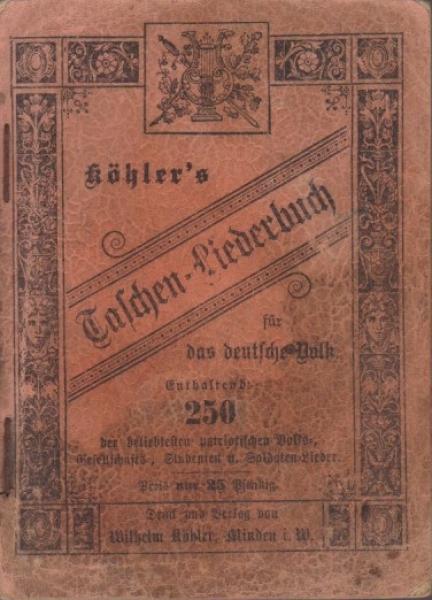 Köhler's
Taschen-Liederbuch
für
das deutsche Volk
Enthaltend:
250
der beliebtesten patriotischen Volks-,
Gesellschafts-, Studenten u. Soldaten-Lieder.
Preis nur 25 Pfennig.
Druck und Verlag von
Wilhelm Köhler, Minden i. W.